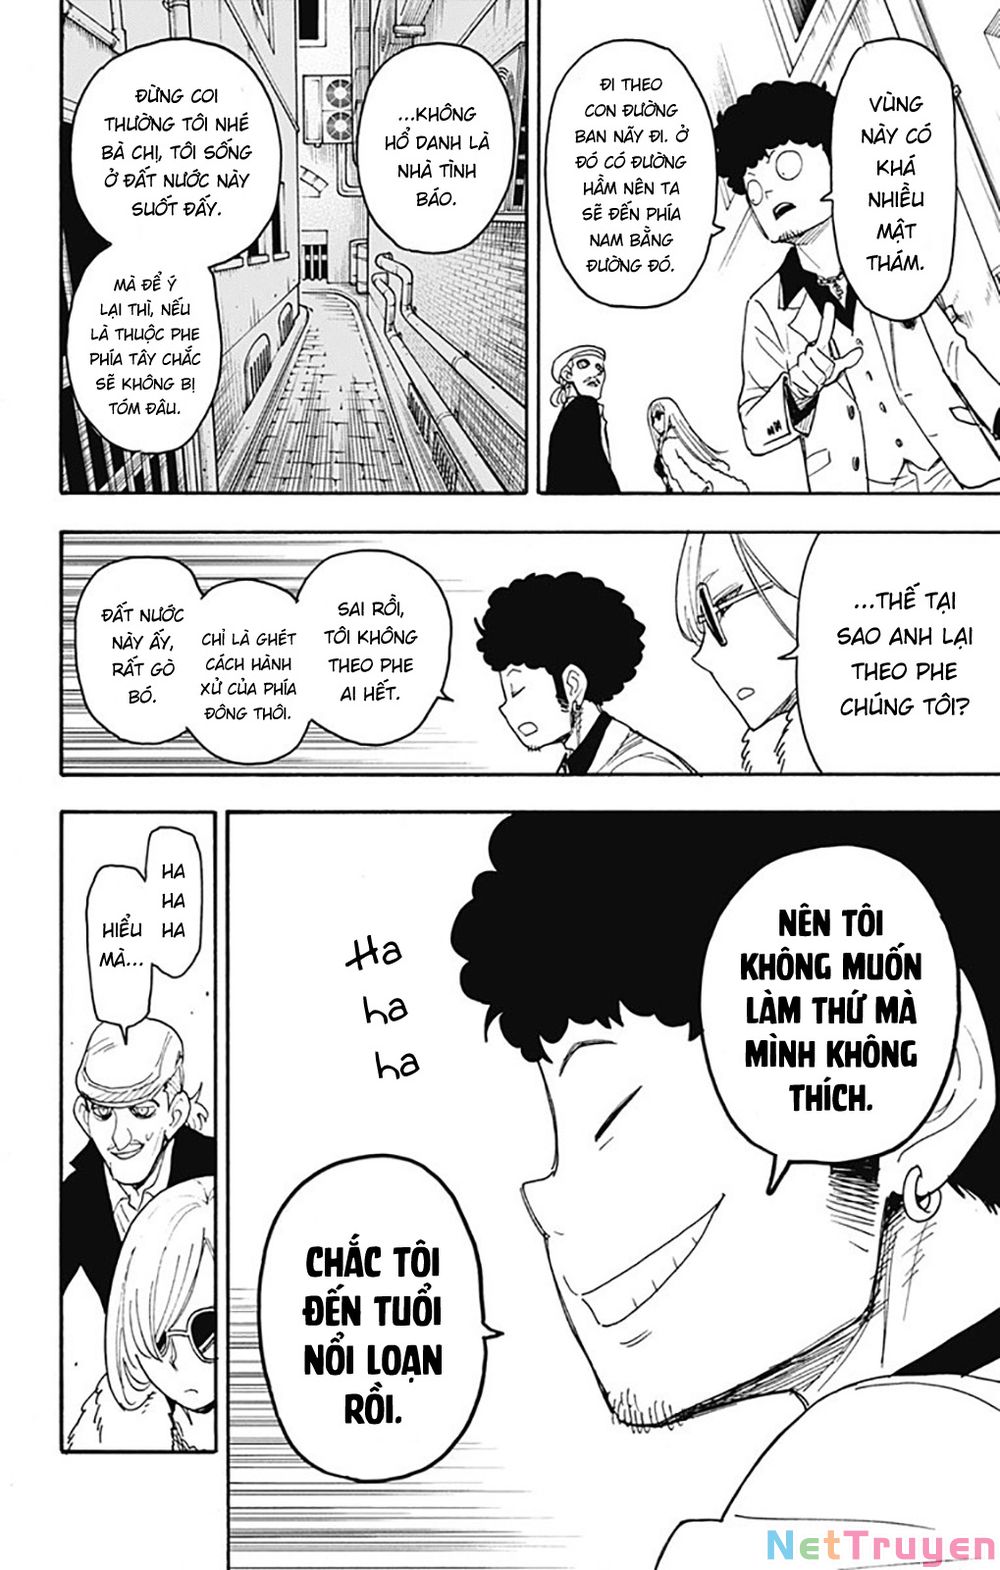 VÙNG
NÀY CÓ
KHÁ
NHIỀU
MẬT
THÁM.
ĐI THEO
CON ĐƯỜNG
BAN NÃY ĐI. Ở
ĐÓ CÓ ĐƯỜNG
HẦM NÊN TA
SẼ ĐẾN PHÍA
NAM BẰNG
ĐƯỜNG ĐÓ.
...KHÔNG
HỔ DANH LÀ
NHÀ TÌNH
BÁO.
ĐỪNG COI
THƯỜNG TÔI NHÉ
BÀ CHỊ, TÔI SỐNG
Ở ĐẤT NƯỚC NÀY
SUỐT ĐẤY.
MÀ ĐỂ Ý
LẠI THÌ, NẾU
LÀ THUỘC PHE
PHÍA TÂY CHẮC
SẼ KHÔNG BỊ
TÓM ĐÂU.
...THẾ TẠI
SAO ANH LẠI
THEO PHE
CHÚNG TÔI?
SAI RỒI,
TÔI KHÔNG
THEO PHE
AI HẾT.
CHỈ LÀ GHÉT
CÁCH HÀNH
XỬ CỦA PHÍA
ĐÔNG THÔI.
ĐẤT NƯỚC
NÀY ẤY,
RẤT GÒ
BÓ.
NÊN TÔI
KHÔNG MUỐN
LÀM THỨ MÀ
MÌNH KHÔNG
THÍCH.
Ha
ha
ha
CHẮC TÔI
ĐẾN TUỔI
NỔI LOẠN
RỒI.
HA
HA
HA
HIỂU
MÀ...
NetTruyen